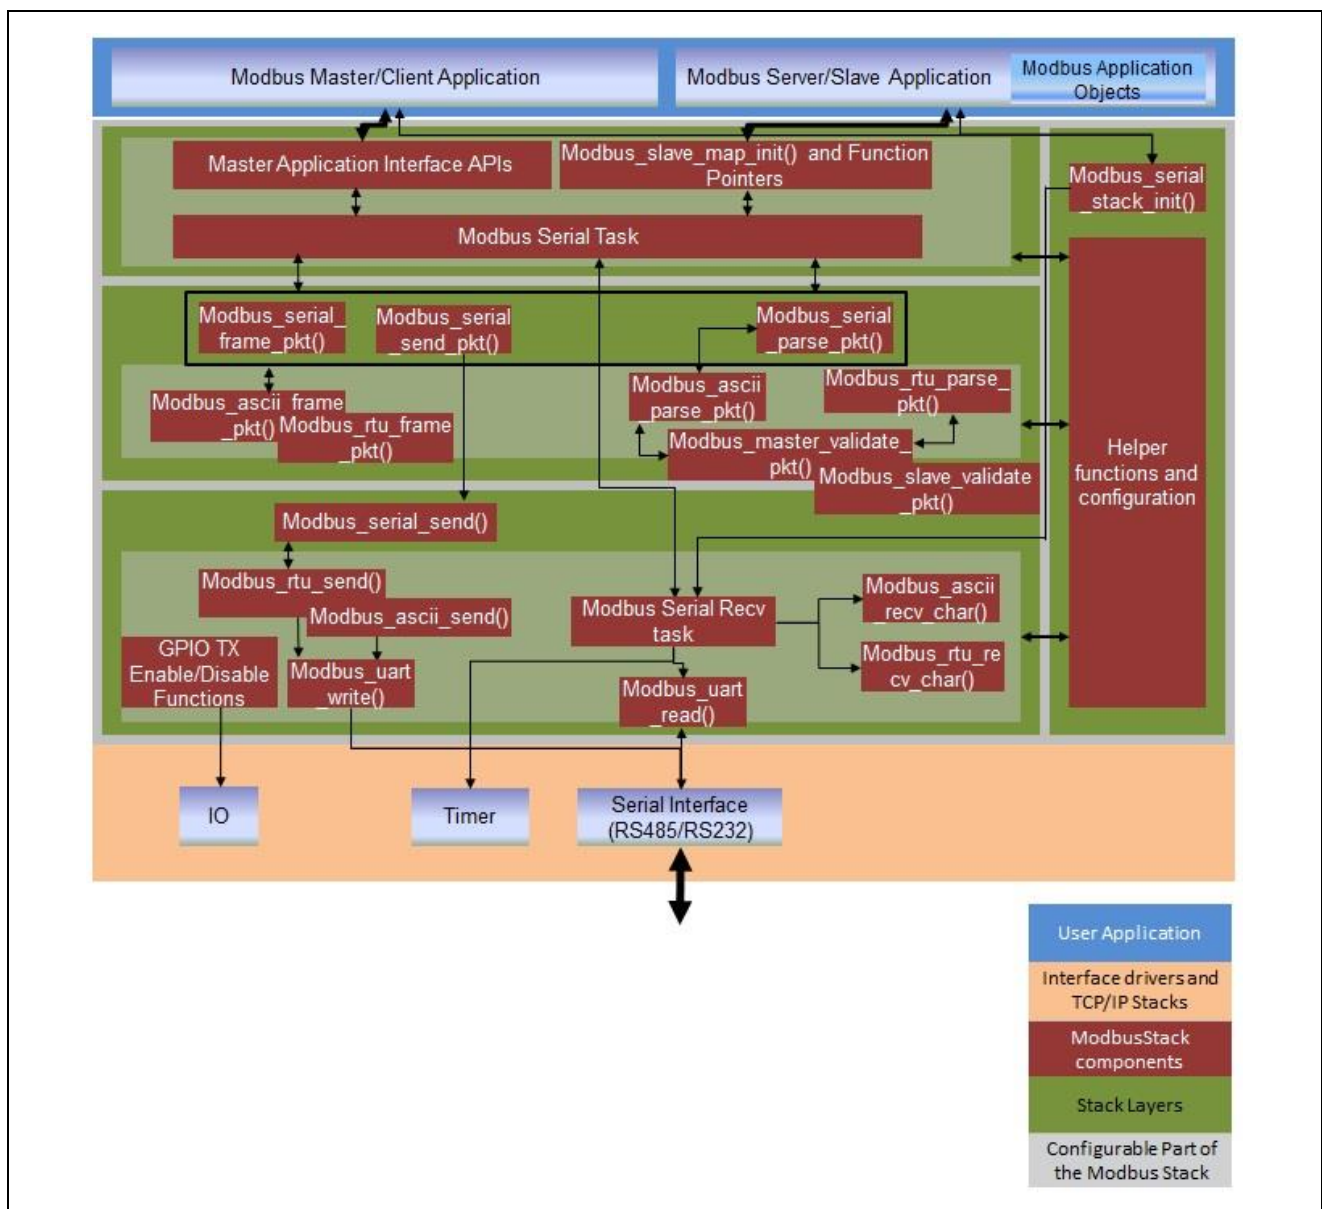 Modbus Master/Client Application
Modbus Server/Slave Application
Modbus Application
Objects
Master Application Interface APIs
Modbus_slave_map_init() and Function
Pointers
Modbus_serial
_stack_init()
Modbus Serial Task
Modbus_serial_
frame_pkt()
Modbus_serial
_send_pkt()
Modbus_serial
_parse_pkt()
Modbus_ascii_frame
_pkt()
Modbus_rtu_frame
_pkt()
Modbus_ascii
_parse_pkt()
Modbus_rtu_parse_
pkt()
Modbus_master_validate_
pkt()
Modbus_slave_validate
_pkt()
Helper
functions and
configuration
Modbus_serial_send()
Modbus_rtu_send()
Modbus_ascii_send()
Modbus Serial Recv
task
Modbus_ascii
_recv_char()
Modbus_rtu_re
cv_char()
GPIO TX
Enable/Disable
Functions
Modbus_uart
_write()
Modbus_uart
_read()
IO
Timer
Serial Interface
(RS485/RS232)
User Application
Interface drivers and
TCP/IP Stacks
ModbusStack
components
Stack Layers
Configurable Part of
the Modbus Stack